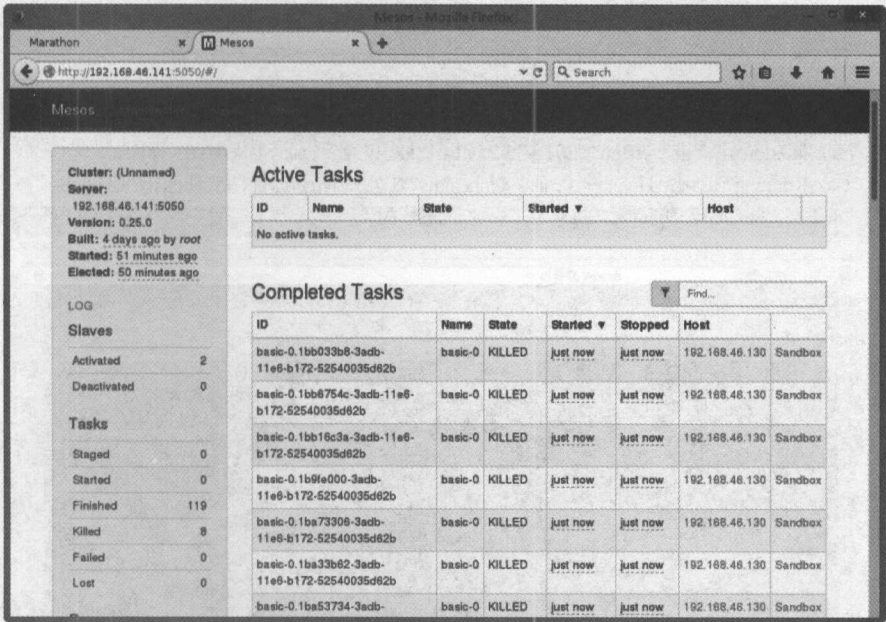 Mesos - Mozilla Firefox
Marathon
Mesos
http://192.168.46.141:5050/#/
Search
Mesos
Cluster: (Unnamed)
Server:
192.168.46.141:5050
Version: 0.25.0
Built: 4 days ago by root
Started: 51 minutes ago
Elected: 50 minutes ago
LOG
Slaves
Activated 2
Deactivated 0
Tasks
Staged 0
Started 0
Finished 119
Killed 8
Failed 0
Lost 0
Active Tasks
ID Name State Started ▼ Host
No active tasks.
Completed Tasks
Find...
ID Name State Started ▼ Stopped Host
basic-0.1bb033b8-3adb- basic-0 KILLED just now just now 192.168.46.130 Sandbox
11e6-b172-52540035d62b
basic-0.1bb6754c-3adb-11e6- basic-0 KILLED just now just now 192.168.46.130 Sandbox
b172-52540035d62b
basic-0.1bb16c3a-3adb-11e6- basic-0 KILLED just now just now 192.168.46.130 Sandbox
b172-52540035d62b
basic-0.1b9fe000-3adb- basic-0 KILLED just now just now 192.168.46.130 Sandbox
11e6-b172-52540035d62b
basic-0.1ba73306-3adb- basic-0 KILLED just now just now 192.168.46.130 Sandbox
11e6-b172-52540035d62b
basic-0.1ba33b62-3adb- basic-0 KILLED just now just now 192.168.46.130 Sandbox
11e6-b172-52540035d62b
basic-0.1ba53734-3adb- basic-0 KILLED just now just now 192.168.46.130 Sandbox